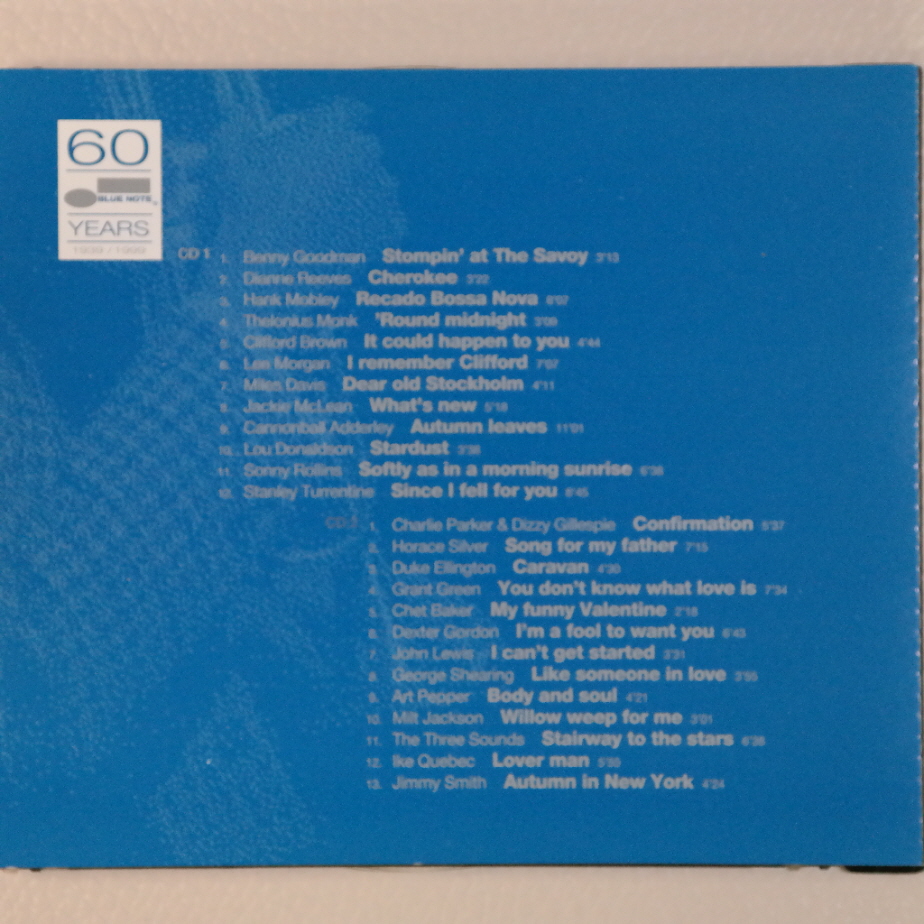 60
BLUE NOTE
YEARS
1939 / 1999
CD 1 1. Benny Goodman Stompin' at The Savoy 3'13
2. Dianne Reeves Cherokee 3'22
3. Hank Mobley Recado Bossa Nova 8'07
4. Thelonius Monk 'Round midnight 3'09
5. Clifford Brown It could happen to you 4'44
6. Lee Morgan I remember Clifford 7'07
7. Miles Davis Dear old Stockholm 4'11
8. Jackie McLean What's new 5'18
9. Cannonball Adderley Autumn leaves 11'01
10. Lou Donaldson Stardust 3'38
11. Sonny Rollins Softly as in a morning sunrise 6'38
12. Stanley Turrentine Since I fell for you 8'45
CD 2 1. Charlie Parker & Dizzy Gillespie Confirmation 5'37
2. Horace Silver Song for my father 7'15
3. Duke Ellington Caravan 4'20
4. Grant Green You don't know what love is 7'34
5. Chet Baker My funny Valentine 2'18
6. Dexter Gordon I'm a fool to want you 6'43
7. John Lewis I can't get started 3'31
8. George Shearing Like someone in love 3'55
9. Art Pepper Body and soul 4'21
10. Milt Jackson Willow weep for me 3'01
11. The Three Sounds Stairway to the stars 6'38
12. Ike Quebec Lover man
13. Jimmy Smith Autumn in New York 4'24